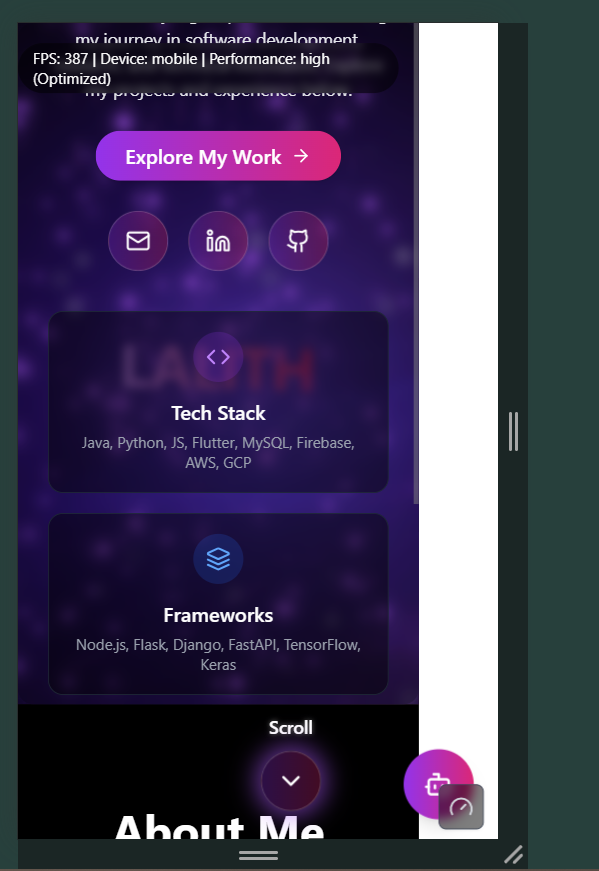 my journey in software development
FPS: 387 | Device: mobile | Performance: high
(Optimized)
my projects and experience below.
Explore My Work
LABITH
Tech Stack
Java, Python, JS, Flutter, MySQL, Firebase,
AWS, GCP
Frameworks
Node.js, Flask, Django, FastAPI, TensorFlow,
Keras
Scroll
About Me